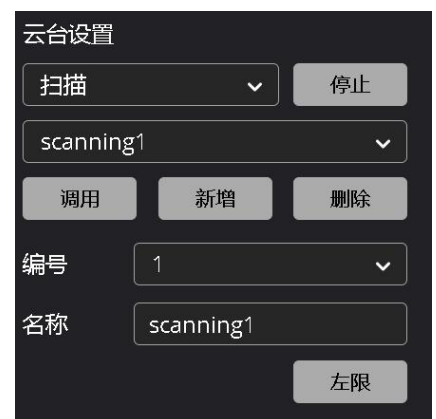 云台设置
扫描 停止
scanning1
调用 新增 删除
编号 1
名称 scanning1
左限